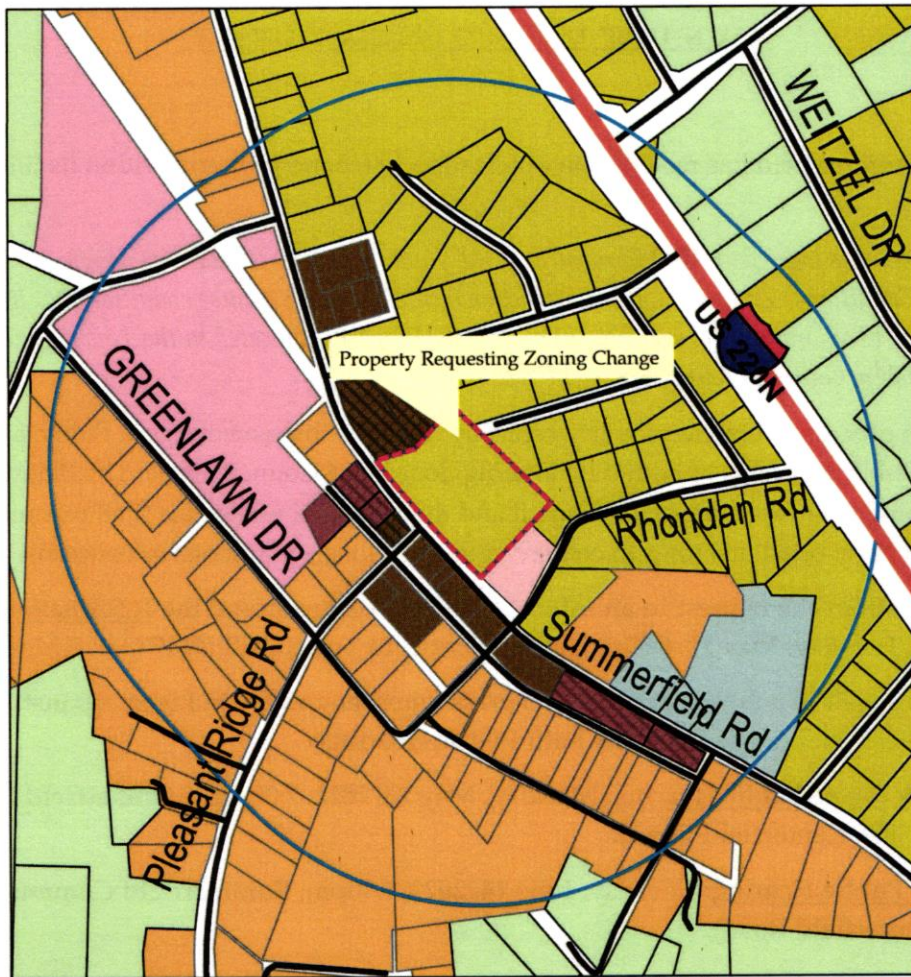 WEITZEL DR
US 220N
Property Requesting Zoning Change
GREENLAWN DR
Rhondan Rd
Summerfield Rd
Pleasant Ridge Rd